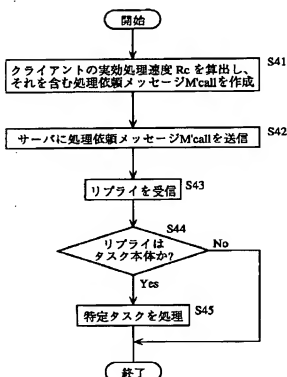 開始
クライアントの実効処理速度 Rc を算出し、 S41
それを含む処理依頼メッセージM'callを作成
S42
サーバに処理依頼メッセージM'callを送信
リプライを受信 S43
S44
リプライは
タスク本体か?
No
Yes
特定タスクを処理 S45
終了